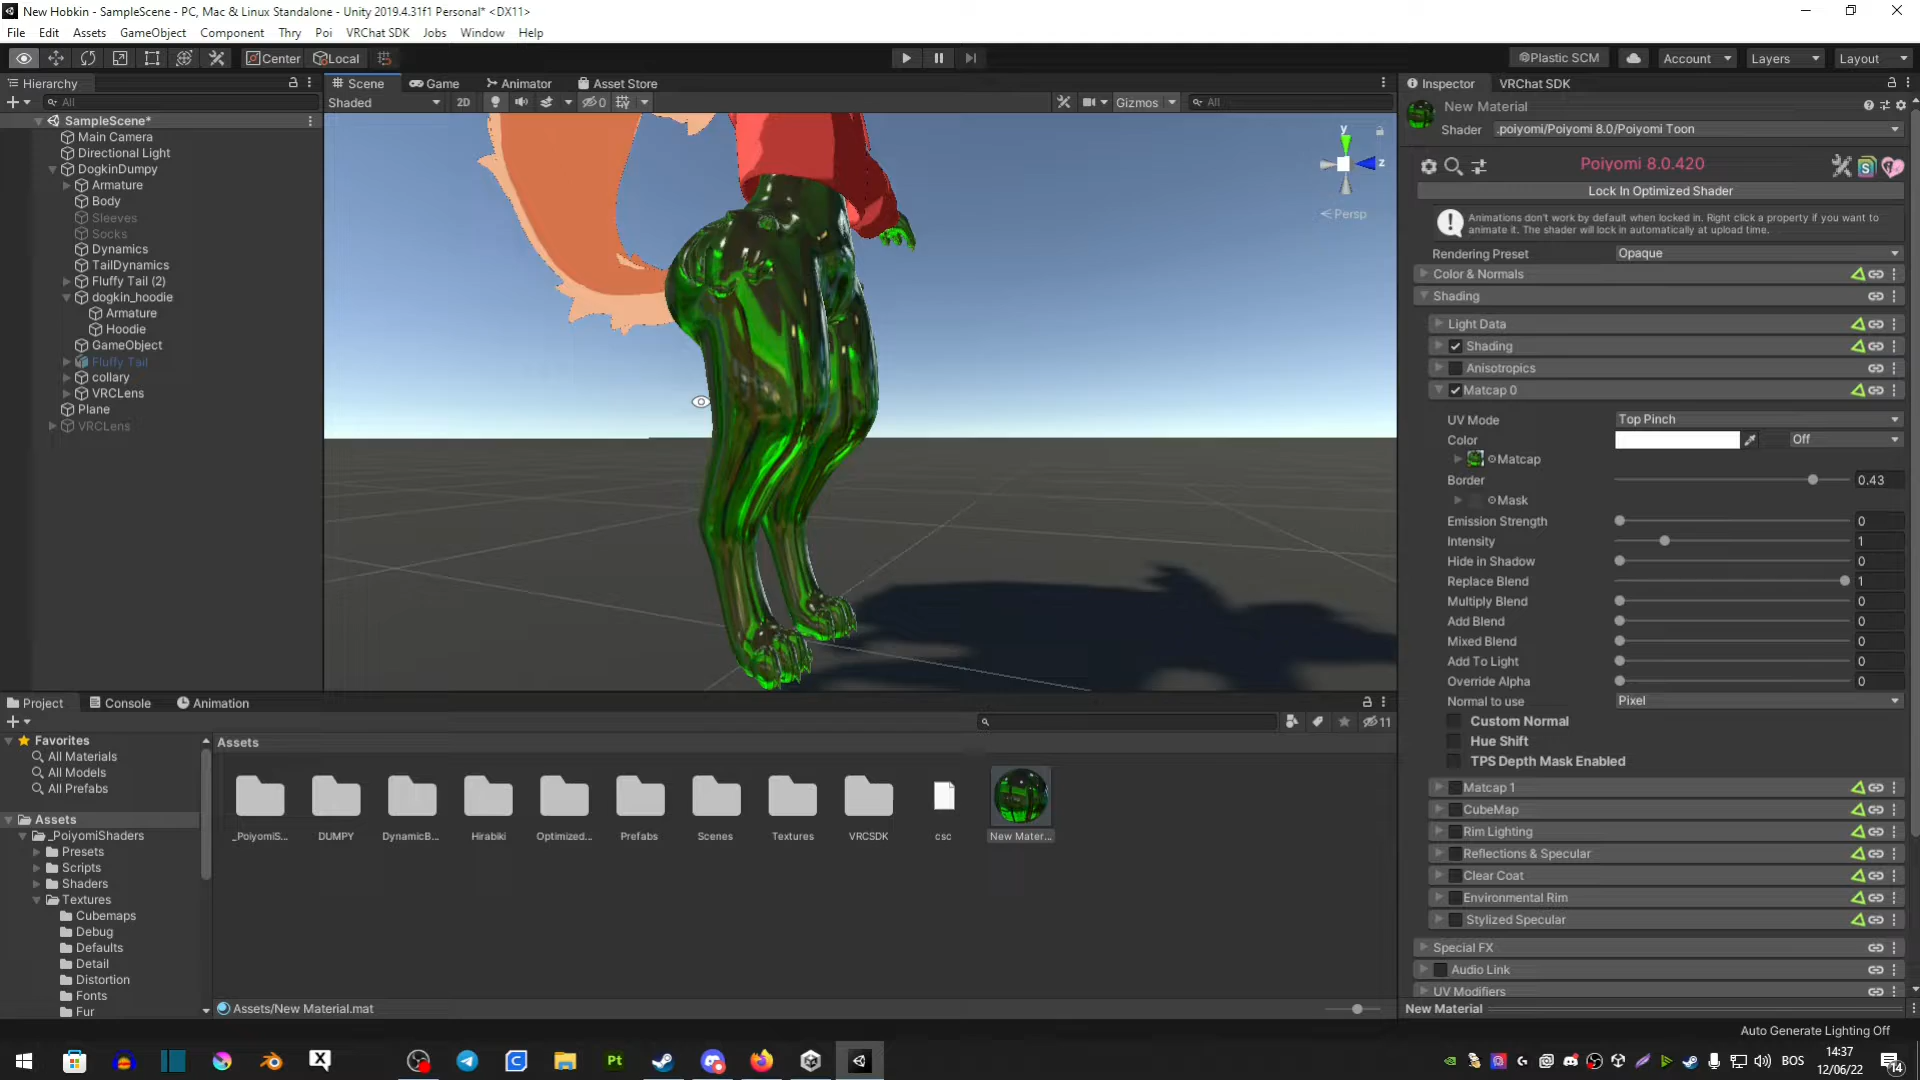 New Hobkin - SampleScene - PC, Mac & Linux Standalone - Unity 2019.4.31f1 Personal* <DX11>
File Edit Assets GameObject Component Thry Poi VRChat SDK Jobs Window Help
Center Local
Plastic SCM Account Layers Layout
Hierarchy
All
SampleScene*
Main Camera
Directional Light
DogkinDumpy
Armature
Body
Sleeves
Socks
Dynamics
TailDynamics
Fluffy Tail (2)
dogkin_hoodie
Armature
Hoodie
GameObject
Fluffy Tail
collary
VRCLens
Plane
VRCLens
Scene Game Animator Asset Store
Shaded 2D 0 Gizmos All
y
z
Persp
Inspector VRChat SDK
New Material
Shader .poiyomi/Poiyomi 8.0/Poiyomi Toon
Poiyomi 8.0.420
Lock In Optimized Shader
Animations don't work by default when locked in. Right click a property if you want to
animate it. The shader will lock in automatically at upload time.
Rendering Preset Opaque
Color & Normals
Shading
Light Data
Shading
Anisotropics
Matcap 0
UV Mode Top Pinch
Color Off
Matcap
Border 0.43
Mask
Emission Strength 0
Intensity 1
Hide in Shadow 0
Replace Blend 1
Multiply Blend 0
Add Blend 0
Mixed Blend 0
Add To Light 0
Override Alpha 0
Normal to use Pixel
Custom Normal
Hue Shift
TPS Depth Mask Enabled
Matcap 1
CubeMap
Rim Lighting
Reflections & Specular
Clear Coat
Environmental Rim
Stylized Specular
Special FX
Audio Link
UV Modifiers
New Material
Project Console Animation
11
Favorites
All Materials
All Models
All Prefabs
Assets
_PoiyomiShaders
Presets
Scripts
Shaders
Textures
Cubemaps
Debug
Defaults
Detail
Distortion
Fonts
Fur
Assets
_PoiyomiS... DUMPY DynamicB... Hirabiki Optimized... Prefabs Scenes Textures VRCSDK csc New Mater...
Assets/New Material.mat
Auto Generate Lighting Off
Pt
BOS
14:37
12/06/22
14